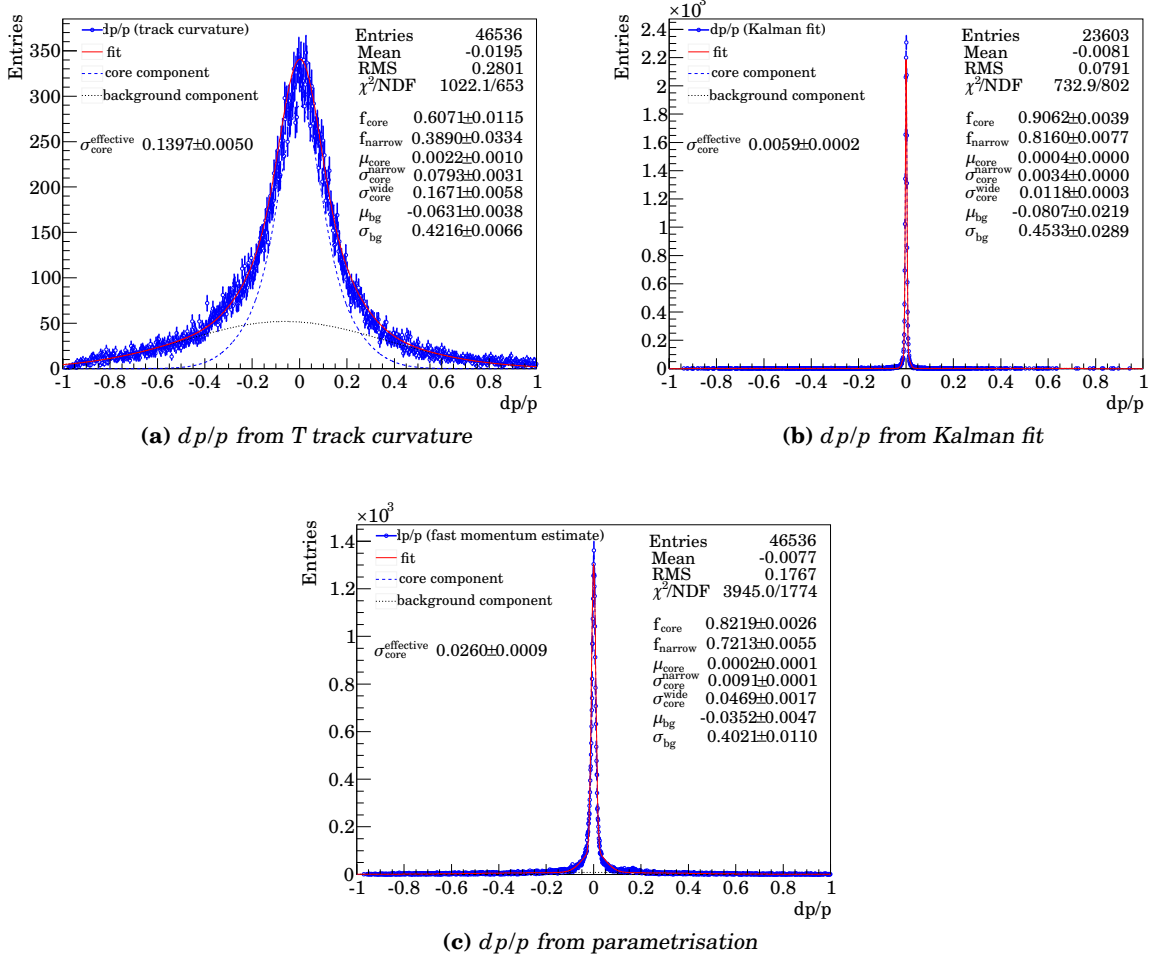 Entries
350
300
250
200
150
100
50
0
dp/p (track curvature)
fit
core component
background component
σ_core^effective 0.1397±0.0050
Entries 46536
Mean -0.0195
RMS 0.2801
χ²/NDF 1022.1/653
f_core 0.6071±0.0115
f_narrow 0.3890±0.0334
μ_core 0.0022±0.0010
σ_core^narrow 0.0793±0.0031
σ_core^wide 0.1671±0.0058
μ_bg -0.0631±0.0038
σ_bg 0.4216±0.0066
-1 -0.8 -0.6 -0.4 -0.2 0 0.2 0.4 0.6 0.8 1
dp/p
(a) dp/p from T track curvature
×10³
Entries
2.4
2.2
2
1.8
1.6
1.4
1.2
1
0.8
0.6
0.4
0.2
0
dp/p (Kalman fit)
fit
core component
background component
σ_core^effective 0.0059±0.0002
Entries 23603
Mean -0.0081
RMS 0.0791
χ²/NDF 732.9/802
f_core 0.9062±0.0039
f_narrow 0.8160±0.0077
μ_core 0.0004±0.0000
σ_core^narrow 0.0034±0.0000
σ_core^wide 0.0118±0.0003
μ_bg -0.0807±0.0219
σ_bg 0.4533±0.0289
-1 -0.8 -0.6 -0.4 -0.2 0 0.2 0.4 0.6 0.8 1
dp/p
(b) dp/p from Kalman fit
×10³
Entries
1.4
1.2
1
0.8
0.6
0.4
0.2
0
dp/p (fast momentum estimate)
fit
core component
background component
σ_core^effective 0.0260±0.0009
Entries 46536
Mean -0.0077
RMS 0.1767
χ²/NDF 3945.0/1774
f_core 0.8219±0.0026
f_narrow 0.7213±0.0055
μ_core 0.0002±0.0001
σ_core^narrow 0.0091±0.0001
σ_core^wide 0.0469±0.0017
μ_bg -0.0352±0.0047
σ_bg 0.4021±0.0110
-1 -0.8 -0.6 -0.4 -0.2 0 0.2 0.4 0.6 0.8 1
dp/p
(c) dp/p from parametrisation